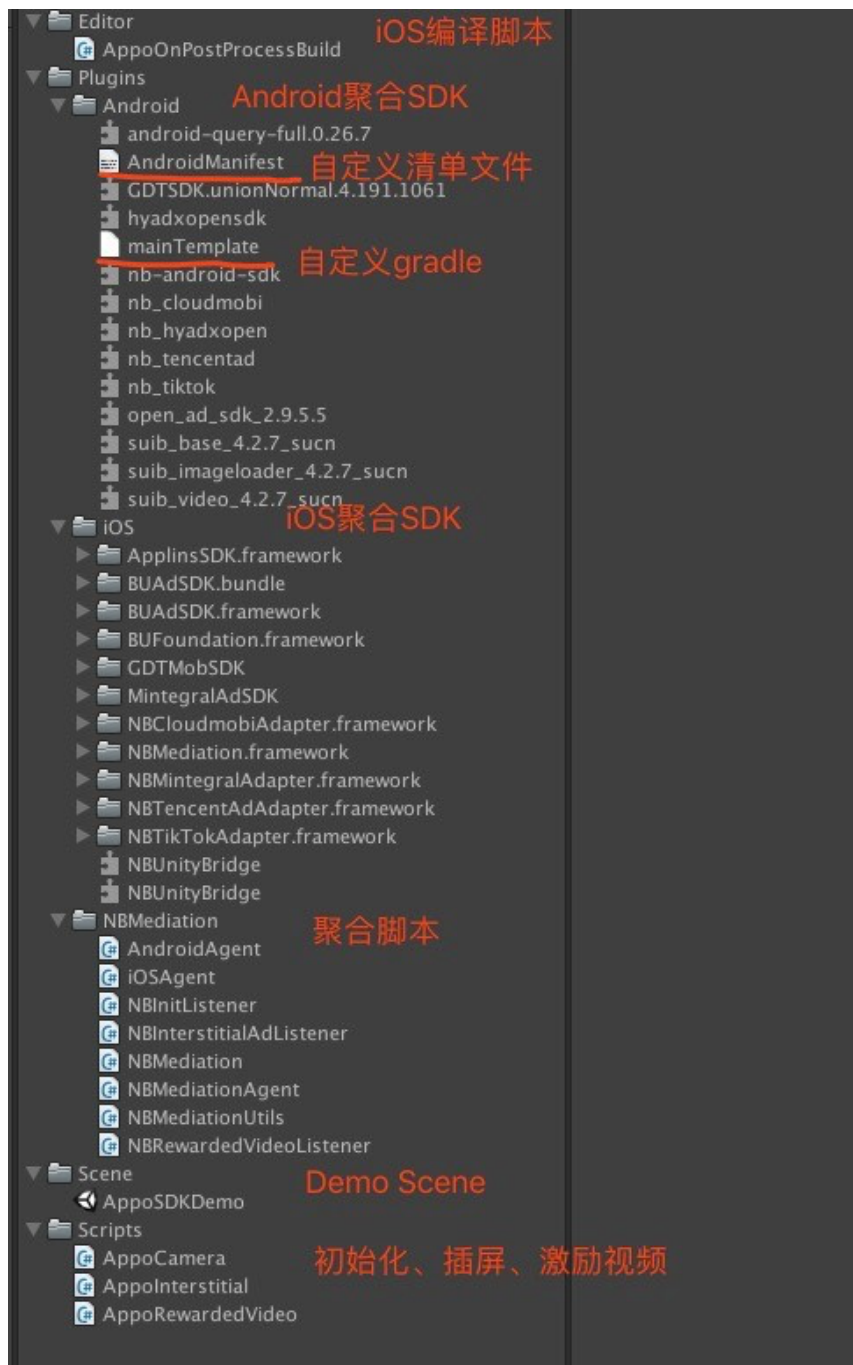 Editor
iOS编译脚本
AppoOnPostProcessBuild
Plugins
Android聚合SDK
Android
android-query-full.0.26.7
AndroidManifest
自定义清单文件
GDTSDK.unionNormal.4.191.1061
hyadxopensdk
mainTemplate
自定义gradle
nb-android-sdk
nb_cloudmobi
nb_hyadxopen
nb_tencentad
nb_tiktok
open_ad_sdk_2.9.5.5
suib_base_4.2.7_sucn
suib_imageloader_4.2.7_sucn
suib_video_4.2.7_sucn
iOS聚合SDK
iOS
ApplinsSDK.framework
BUAdSDK.bundle
BUAdSDK.framework
BUFoundation.framework
GDTMobSDK
MintegralAdSDK
NBCloudmobiAdapter.framework
NBMediation.framework
NBMintegralAdapter.framework
NBTencentAdAdapter.framework
NBTikTokAdapter.framework
NBUnityBridge
NBUnityBridge
NBMediation
聚合脚本
AndroidAgent
iOSAgent
NBInitListener
NBInterstitialAdListener
NBMediation
NBMediationAgent
NBMediationUtils
NBRewardedVideoListener
Scene
Demo Scene
AppoSDKDemo
Scripts
AppoCamera
初始化、插屏、激励视频
AppoInterstitial
AppoRewardedVideo